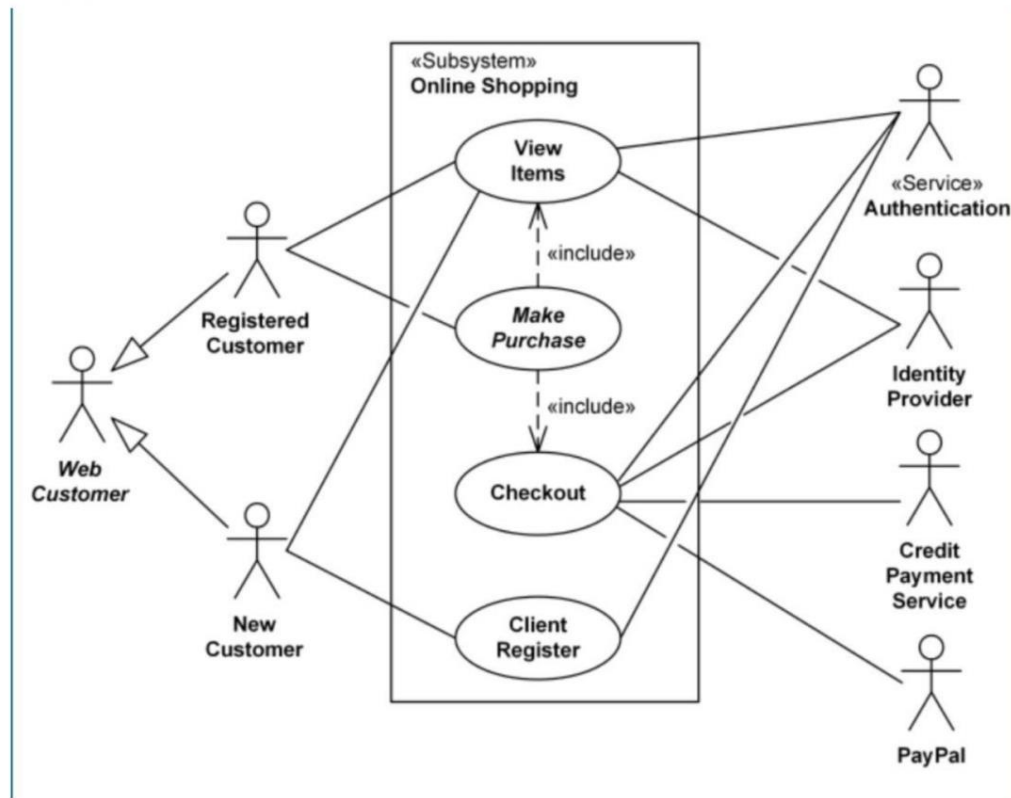 «Subsystem»
Online Shopping
View
Items
«include»
Make
Purchase
«include»
Checkout
Client
Register
Registered
Customer
Web
Customer
New
Customer
«Service»
Authentication
Identity
Provider
Credit
Payment
Service
PayPal